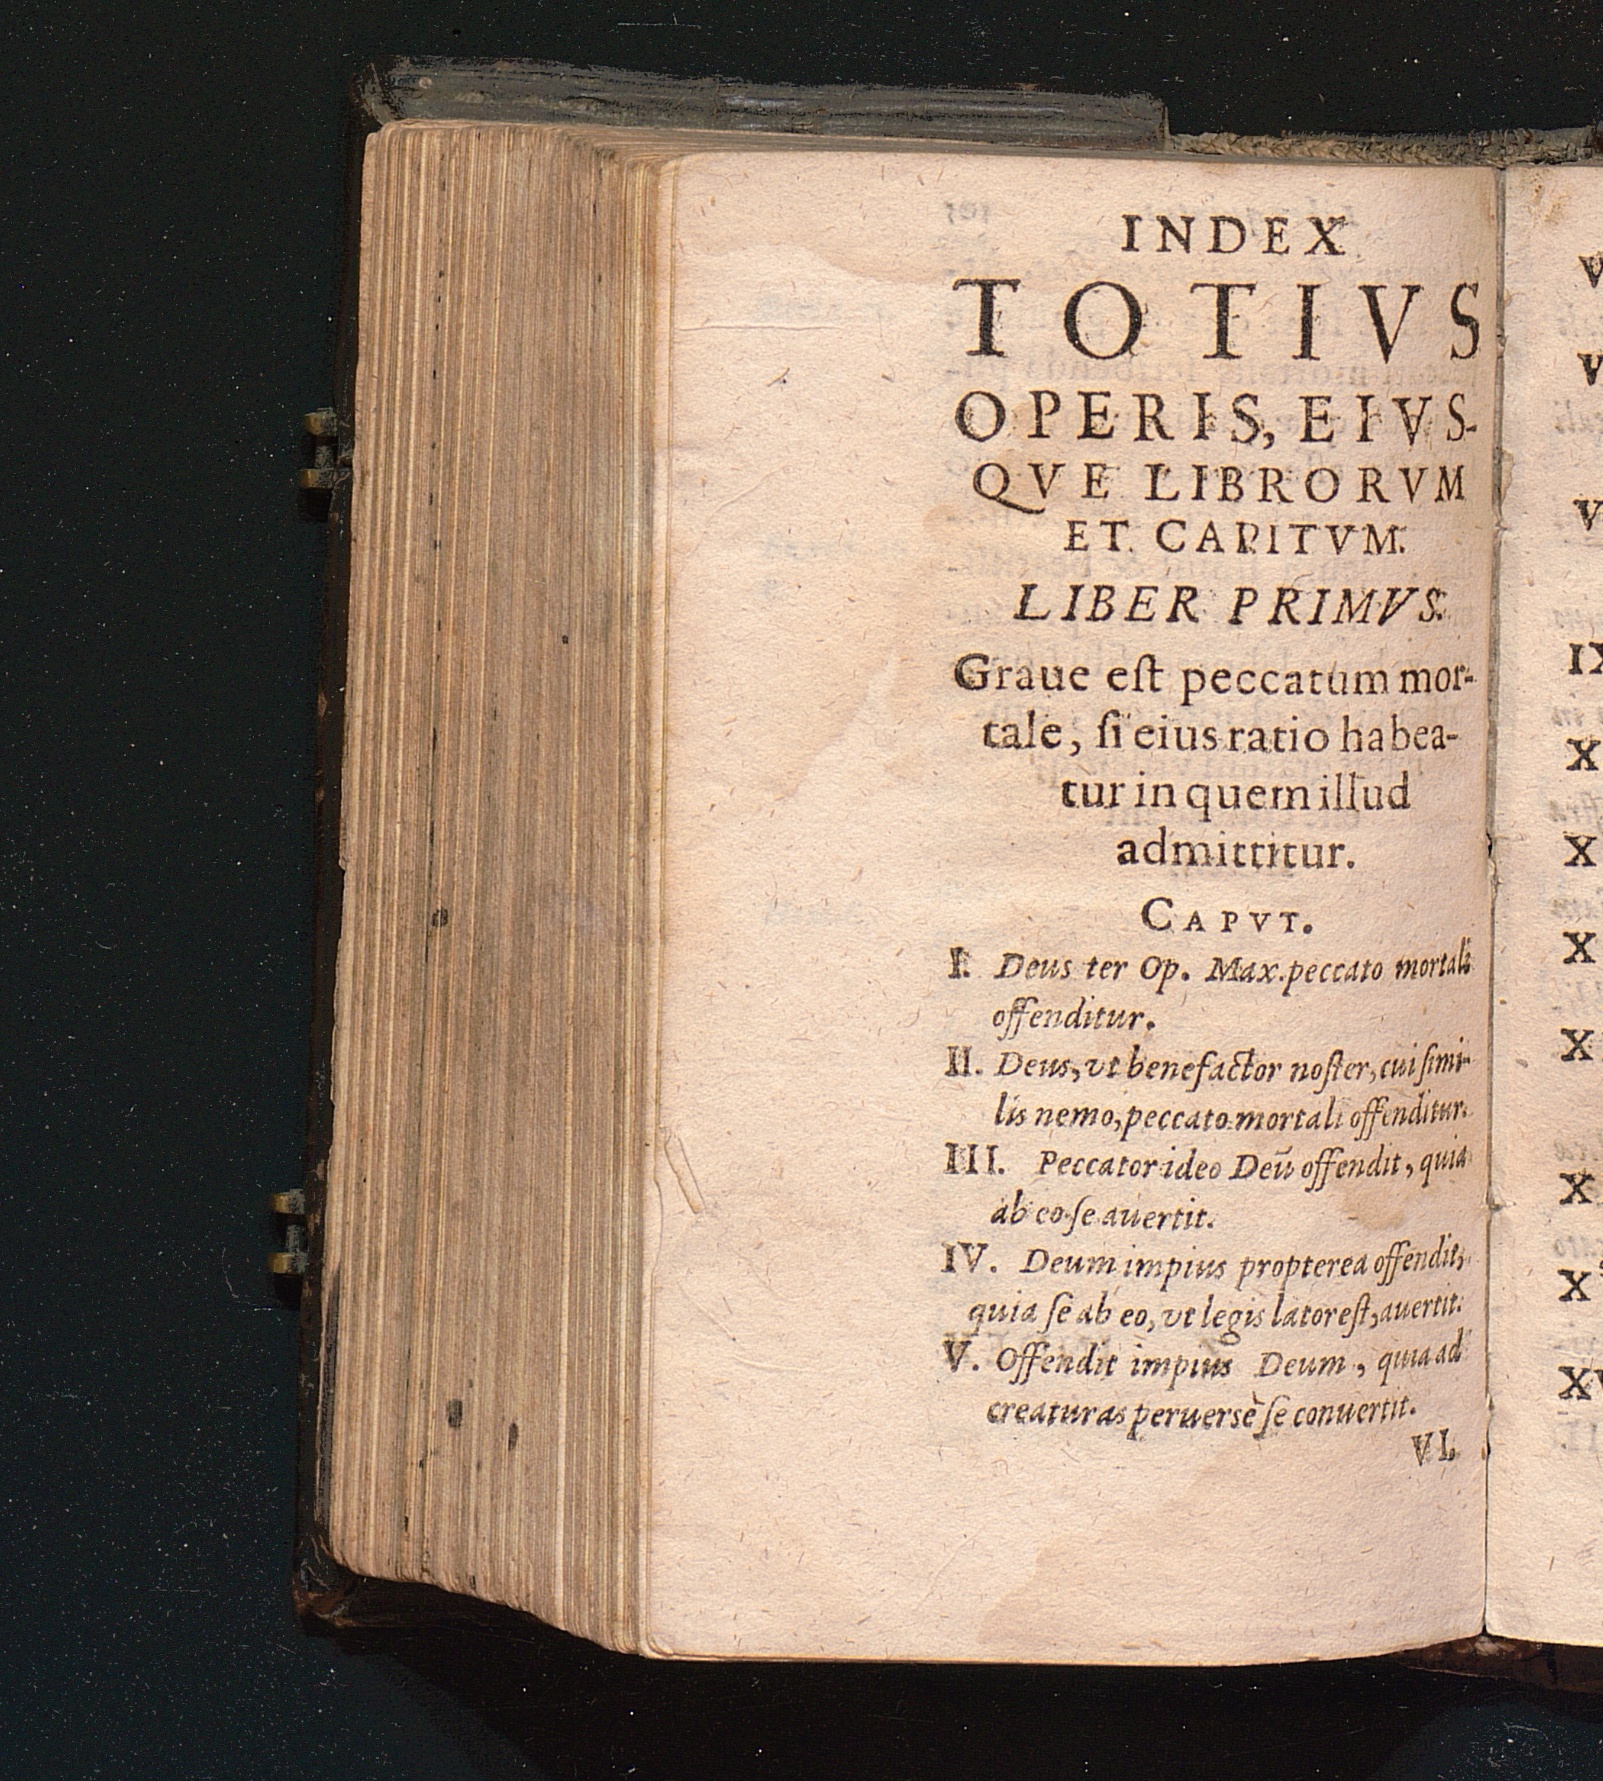 INDEX
TOTIVS
OPERIS, EIVS-
QVE LIBRORVM
ET CAPITVM.
LIBER PRIMVS.
Graue eſt peccatum mor-
tale, ſi eius ratio habea-
tur in quem illud
admittitur.
CAPVT.
I. Deus ter Op. Max. peccato mortali
offenditur.
II. Deus, vt benefactor noſter, cui ſimi-
lis nemo, peccato mortali offenditur.
III. Peccator ideo Deū offendit, quia
ab eo ſe auertit.
IV. Deum impius propterea offendit,
quia ſe ab eo, vt legis lator eſt, auertit.
V. Offendit impius Deum, quia ad
creaturas peruersè ſe conuertit.
VI.
V
V
V
IX
X
X
X
X
X
X
XV